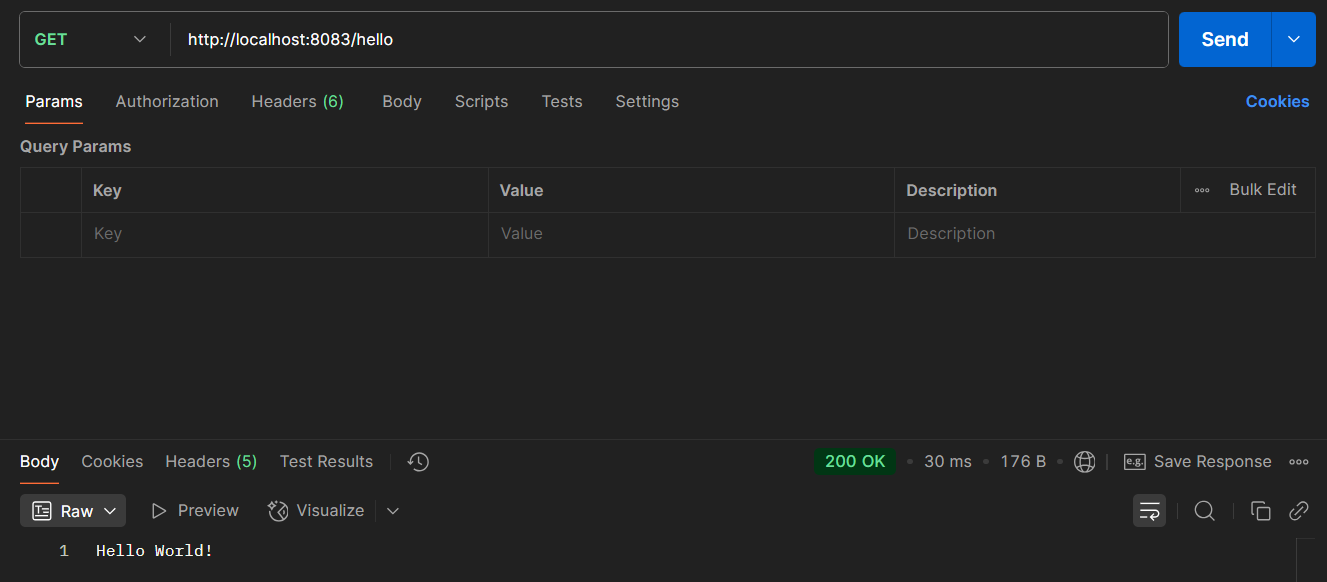 GET http://localhost:8083/hello Send
Params Authorization Headers (6) Body Scripts Tests Settings Cookies
Query Params
Key Value Description Bulk Edit
Key Value Description
Body Cookies Headers (5) Test Results 200 OK 30 ms 176 B e.g. Save Response
Raw Preview Visualize
1 Hello World!